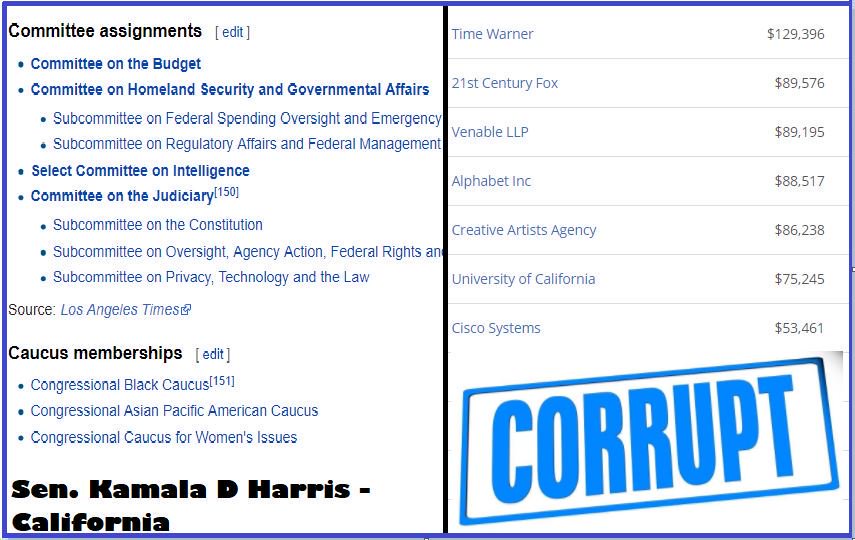 Committee assignments [ edit ]
Committee on the Budget
Committee on Homeland Security and Governmental Affairs
Subcommittee on Federal Spending Oversight and Emergency
Subcommittee on Regulatory Affairs and Federal Management
Select Committee on Intelligence
Committee on the Judiciary[150]
Subcommittee on the Constitution
Subcommittee on Oversight, Agency Action, Federal Rights and
Subcommittee on Privacy, Technology and the Law
Source: Los Angeles Times
Caucus memberships [ edit ]
Congressional Black Caucus[151]
Congressional Asian Pacific American Caucus
Congressional Caucus for Women's Issues
Sen. Kamala D Harris -
California
Time Warner $129,396
21st Century Fox $89,576
Venable LLP $89,195
Alphabet Inc $88,517
Creative Artists Agency $86,238
University of California $75,245
Cisco Systems $53,461
CORRUPT